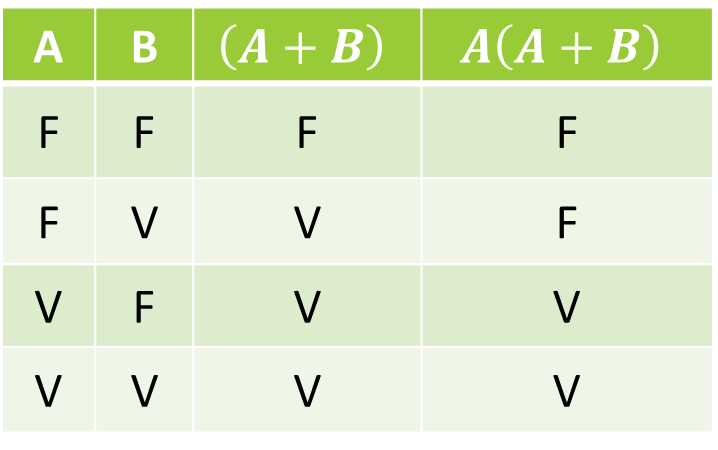 A B (A + B) A(A + B)
F F F F
F V V F
V F V V
V V V V